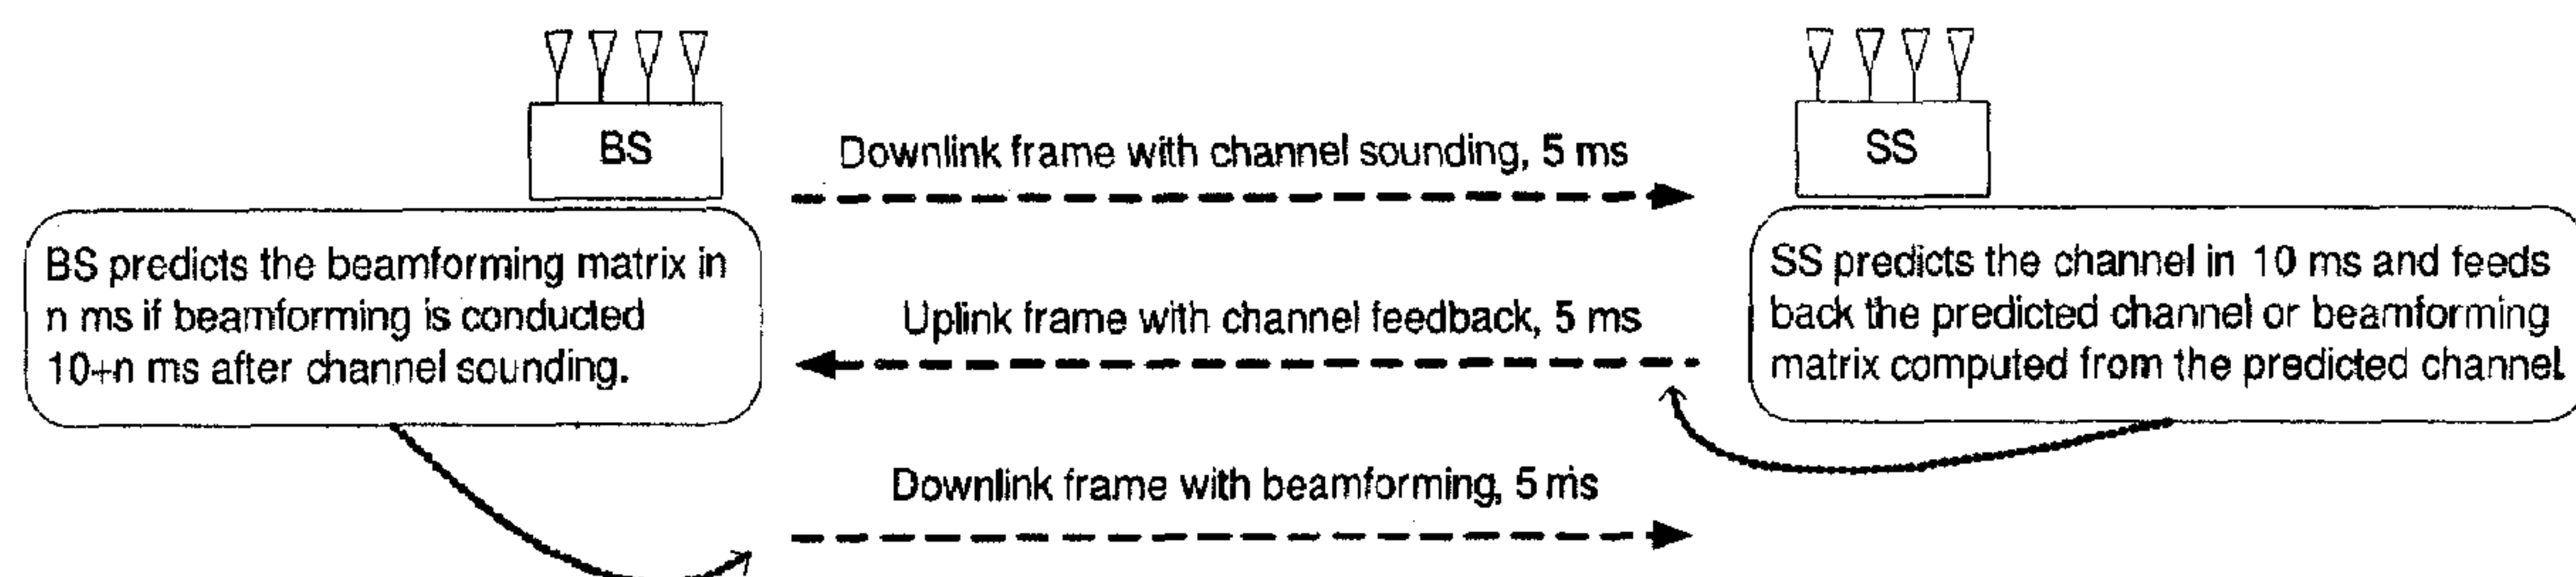 BS
SS
Downlink frame with channel sounding, 5 ms
BS predicts the beamforming matrix in
n ms if beamforming is conducted
10+n ms after channel sounding.
SS predicts the channel in 10 ms and feeds
back the predicted channel or beamforming
matrix computed from the predicted channel.
Uplink frame with channel feedback, 5 ms
Downlink frame with beamforming, 5 ms